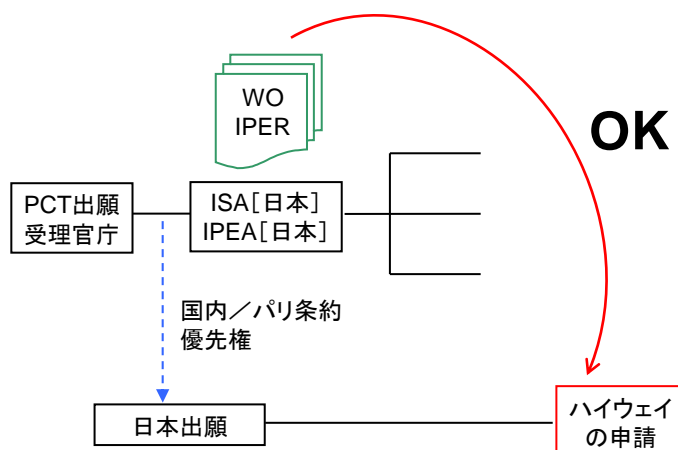 WO
IPER
OK
PCT出願
受理官庁
ISA[日本]
IPEA[日本]
国内／パリ条約
優先権
日本出願
ハイウェイ
の申請